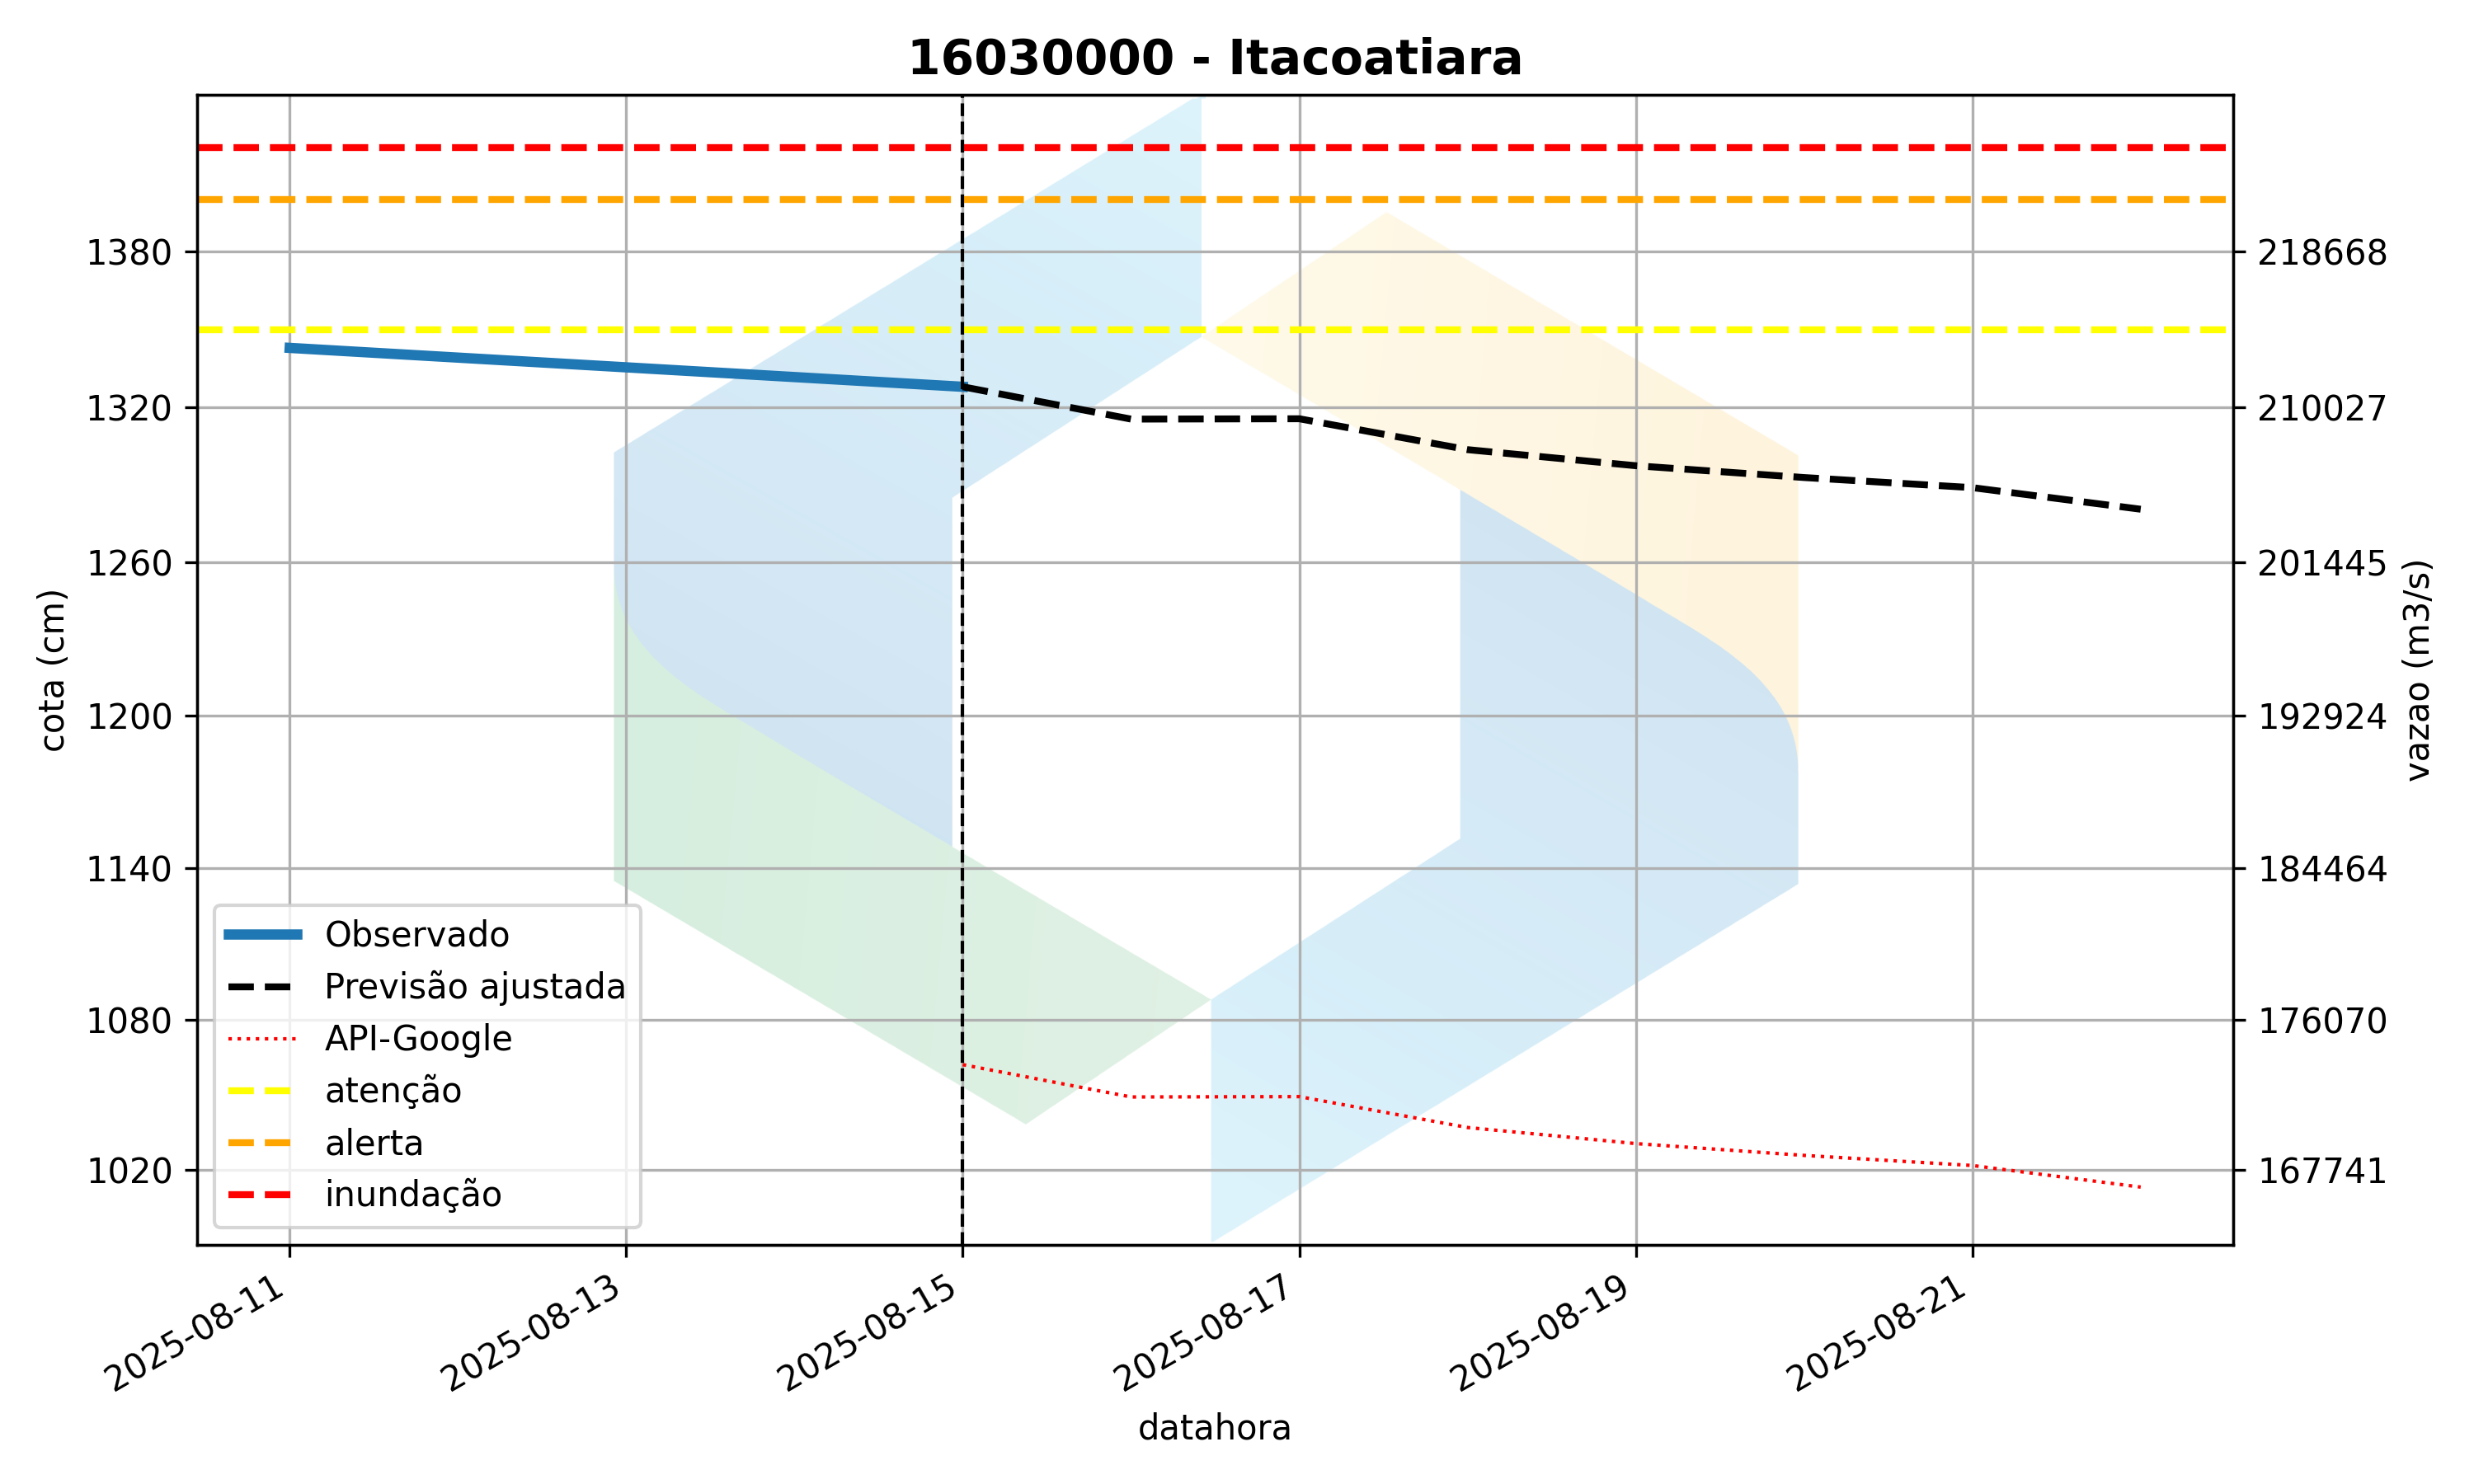 16030000 - Itacoatiara
1380
1320
1260
1200
1140
1080
1020
cota (cm)
218668
210027
201445
192924
184464
176070
167741
vazao (m3/s)
Observado
Previsão ajustada
API-Google
atenção
alerta
inundação
2025-08-11
2025-08-13
2025-08-15
2025-08-17
2025-08-19
2025-08-21
datahora